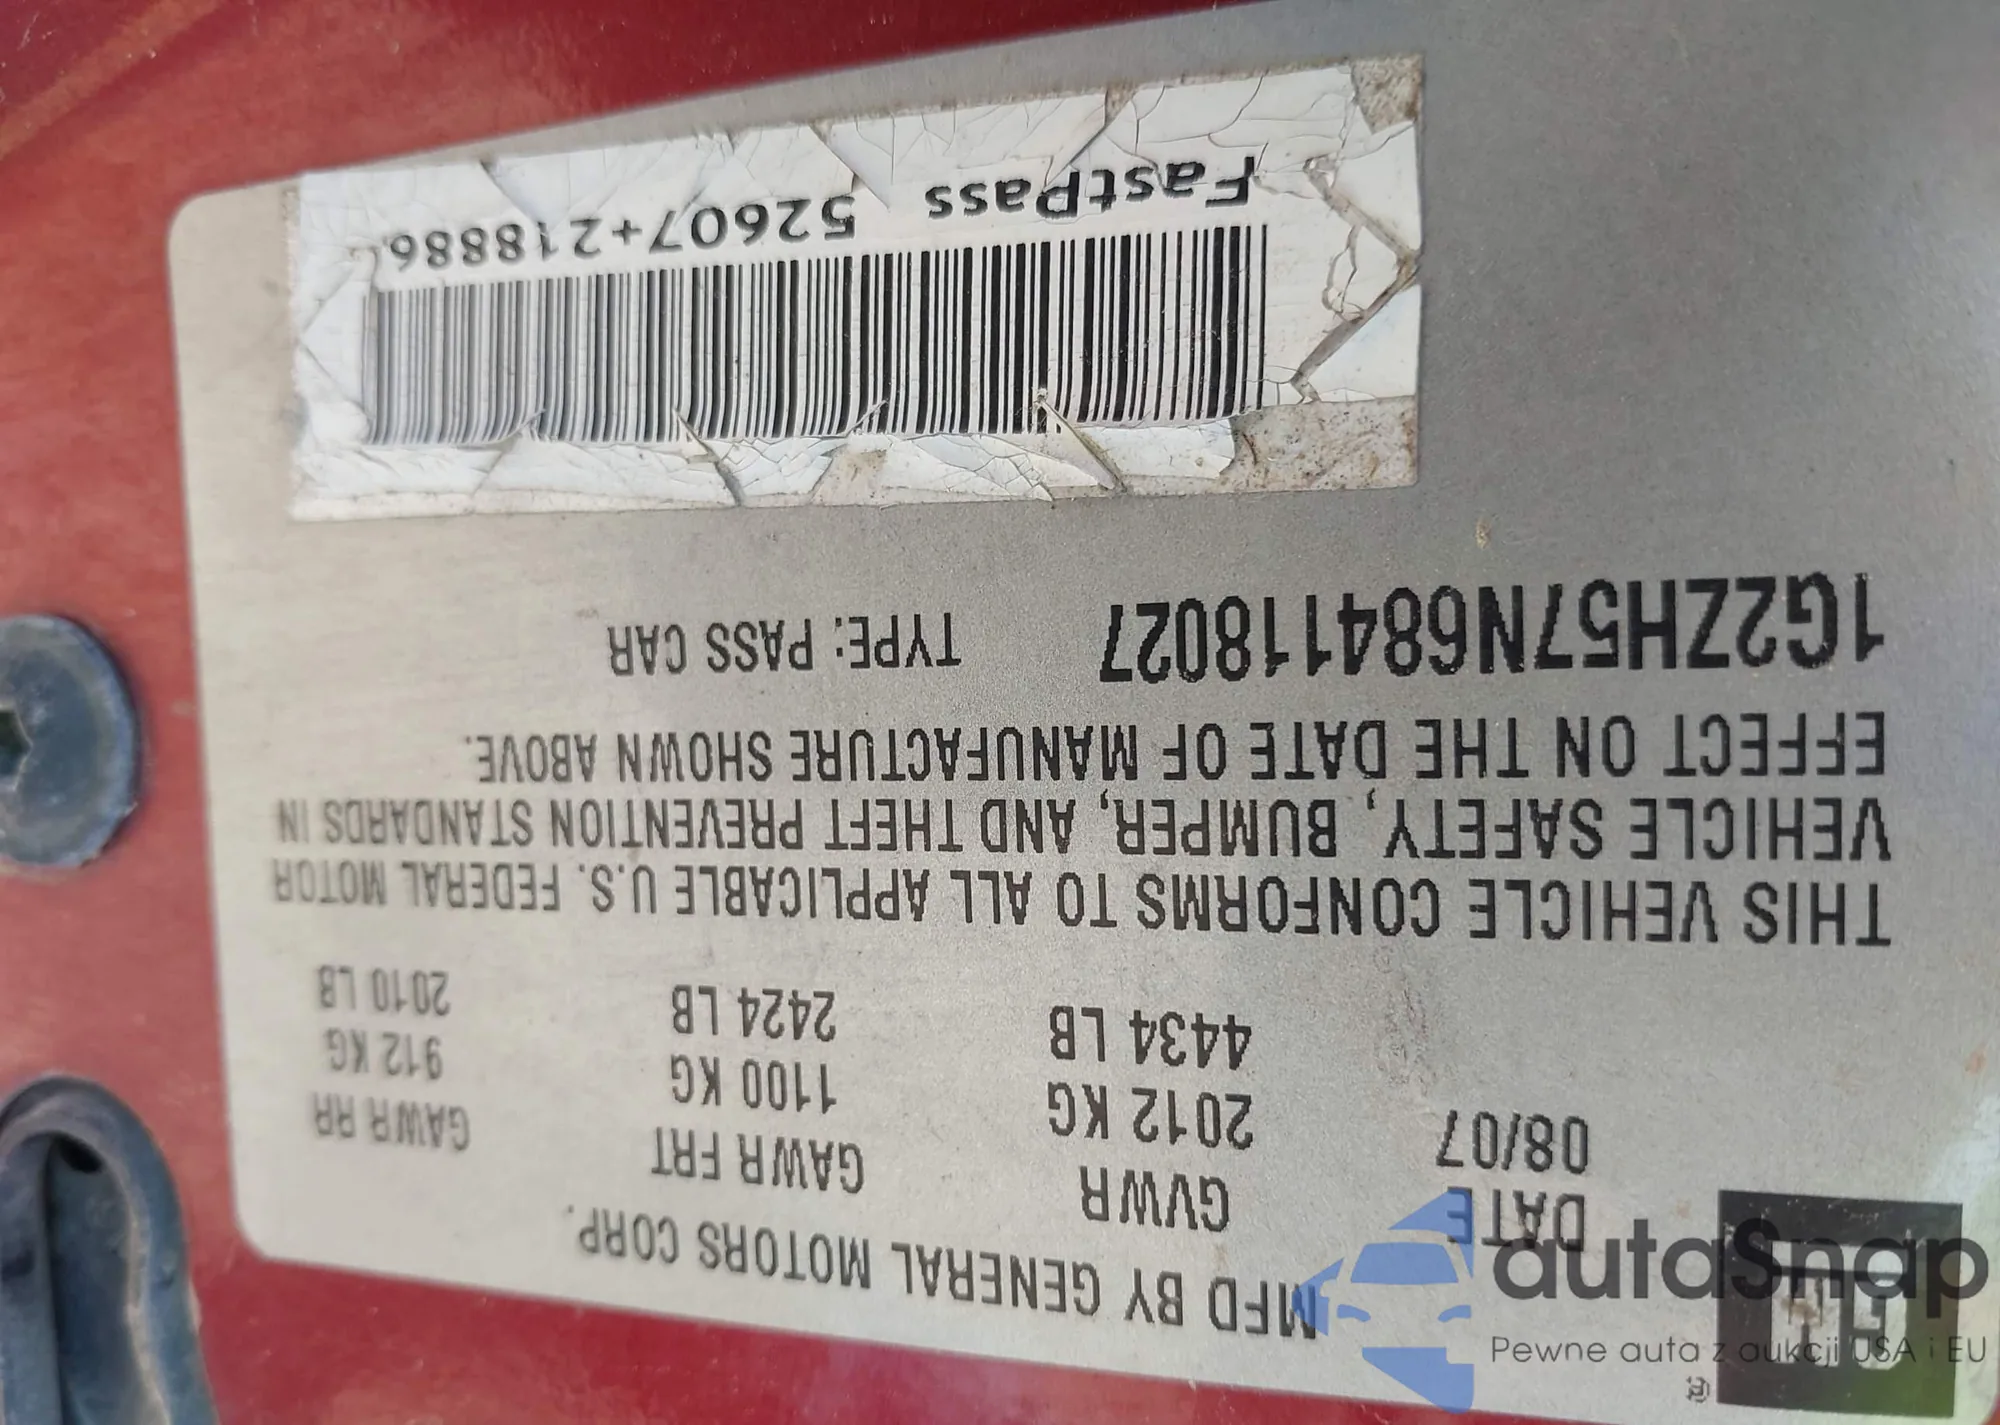 GM
MFD BY GENERAL MOTORS CORP.
DATE GVWR GAWR FRT GAWR RR
08/07 2012 KG 1100 KG 912 KG
4434 LB 2424 LB 2010 LB
THIS VEHICLE CONFORMS TO ALL APPLICABLE U.S. FEDERAL MOTOR
VEHICLE SAFETY, BUMPER, AND THEFT PREVENTION STANDARDS IN
EFFECT ON THE DATE OF MANUFACTURE SHOWN ABOVE.
1G2ZH57N684118027 TYPE: PASS CAR
FastPass 52607+218886
autaSnap
Pewne auta z aukcji USA i EU